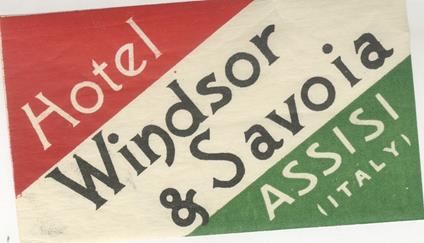 Hotel
Windsor
& Savoia
ASSISI
(ITALY)